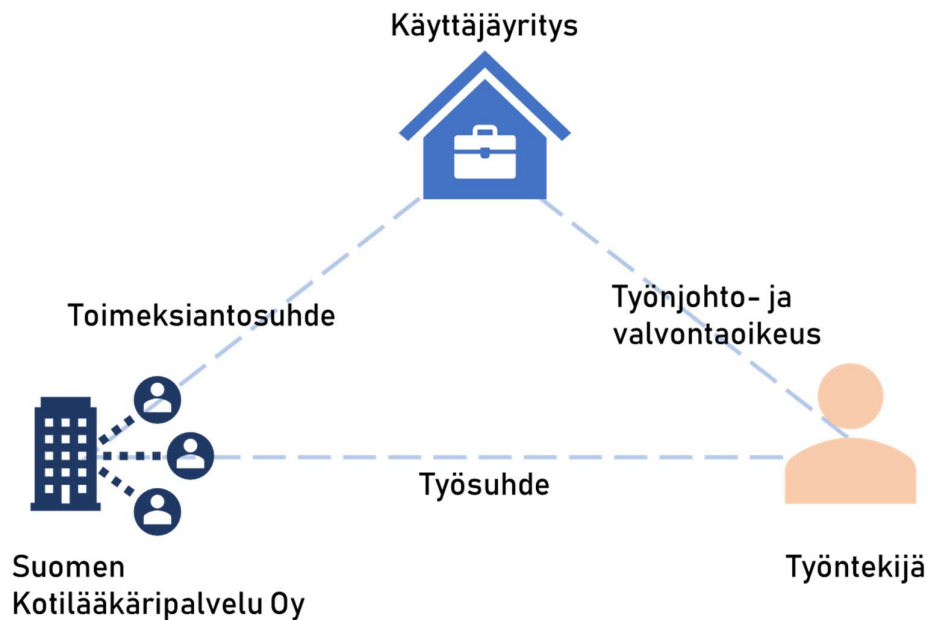 Käyttäjäyritys
Toimeksiantosuhde
Työnjohto- ja
valvontaoikeus
Työsuhde
Suomen
Kotilääkäripalvelu Oy
Työntekijä